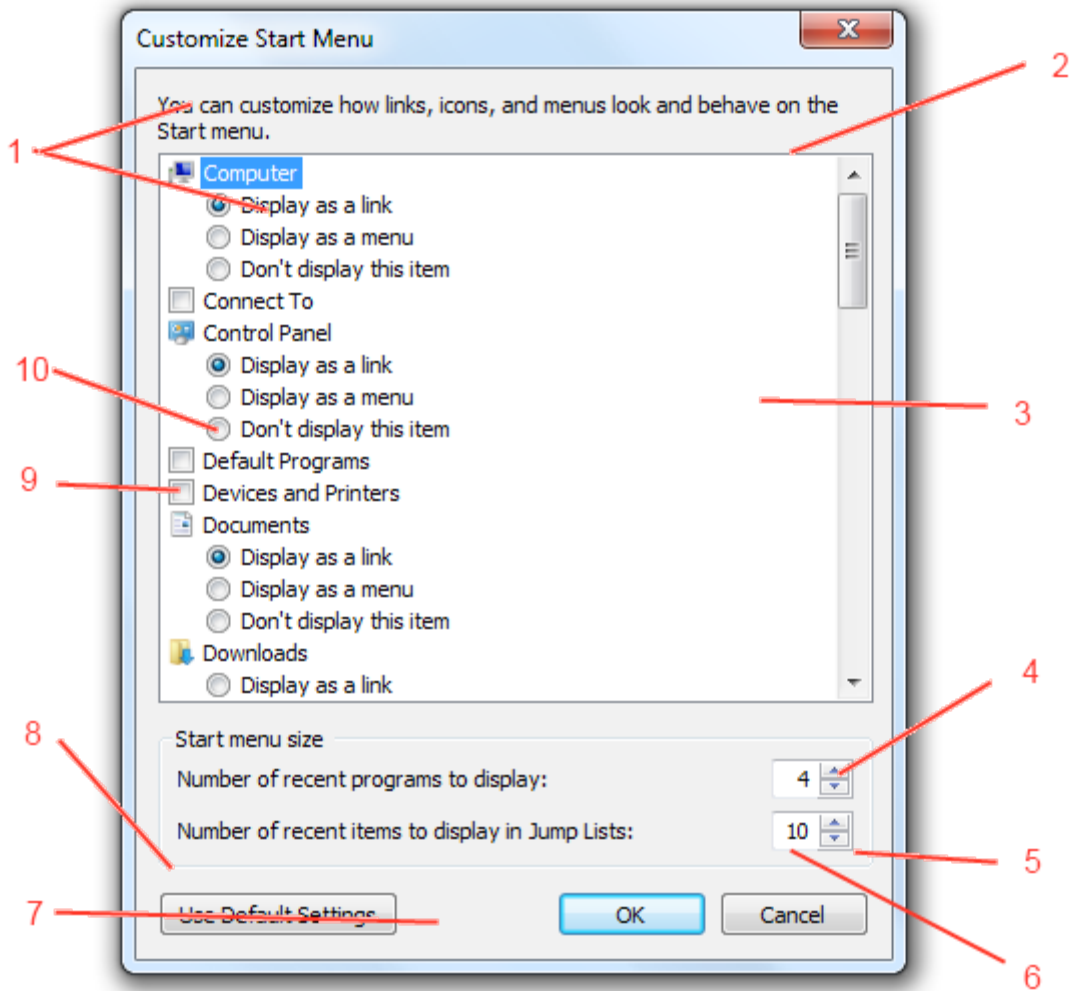 Customize Start Menu
2
You can customize how links, icons, and menus look and behave on the
Start menu.
1
Computer
Display as a link
Display as a menu
Don't display this item
Connect To
Control Panel
10
Display as a link
Display as a menu
3
Don't display this item
Default Programs
9
Devices and Printers
Documents
Display as a link
Display as a menu
Don't display this item
Downloads
4
Display as a link
8
Start menu size
Number of recent programs to display: 4
Number of recent items to display in Jump Lists: 10
5
7
Use Default Settings OK Cancel
6